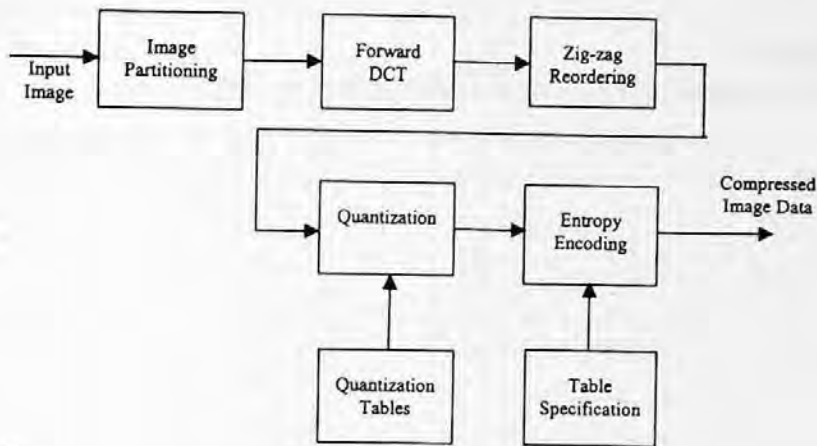 Input
Image
Image
Partitioning
Forward
DCT
Zig-zag
Reordering
Quantization
Entropy
Encoding
Compressed
Image Data
Quantization
Tables
Table
Specification